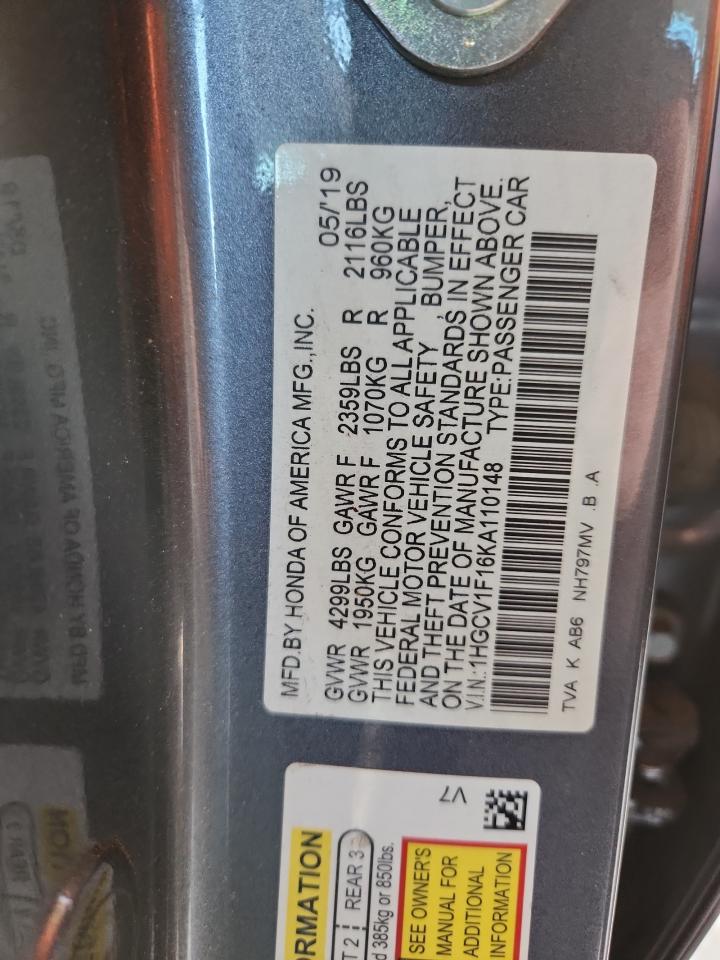 MFD.BY HONDA OF AMERICA MFG.,INC. 05/'19
GVWR 4299LBS GAWR F 2359LBS R 2116LBS
GVWR 1950KG GAWR F 1070KG R 960KG
THIS VEHICLE CONFORMS TO ALL APPLICABLE
FEDERAL MOTOR VEHICLE SAFETY , BUMPER,
AND THEFT PREVENTION STANDARDS IN EFFECT
ON THE DATE OF MANUFACTURE SHOWN ABOVE.
V.I.N.:1HGCV1F16KA110148 TYPE:PASSENGER CAR
TVA K AB6 NH797MV .B .A
V7
REAR 3
385kg or 850lbs.
SEE OWNER'S
MANUAL FOR
ADDITIONAL
INFORMATION